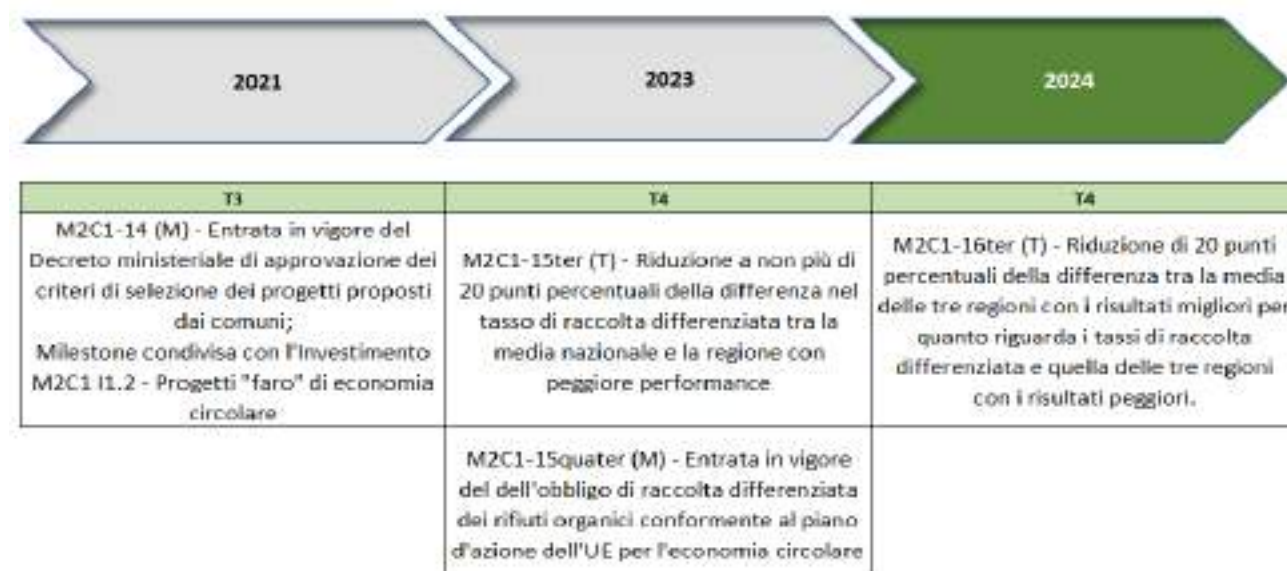 2021
2023
2024
T3
M2C1-14 (M) - Entrata in vigore del
Decreto ministeriale di approvazione dei
criteri di selezione dei progetti proposti
dai comuni;
Milestone condivisa con l'Investimento
M2C1 I1.2 - Progetti "faro" di economia
circolare
T4
M2C1-15ter (T) - Riduzione a non più di
20 punti percentuali della differenza nel
tasso di raccolta differenziata tra la
media nazionale e la regione con
peggiore performance
M2C1-15quater (M) - Entrata in vigore
del dell'obbligo di raccolta differenziata
dei rifiuti organici conformemente al piano
d'azione dell'UE per l'economia circolare
T4
M2C1-16ter (T) - Riduzione di 20 punti
percentuali della differenza tra la media
delle tre regioni con i risultati migliori per
quanto riguarda i tassi di raccolta
differenziata e quella delle tre regioni
con i risultati peggiori.